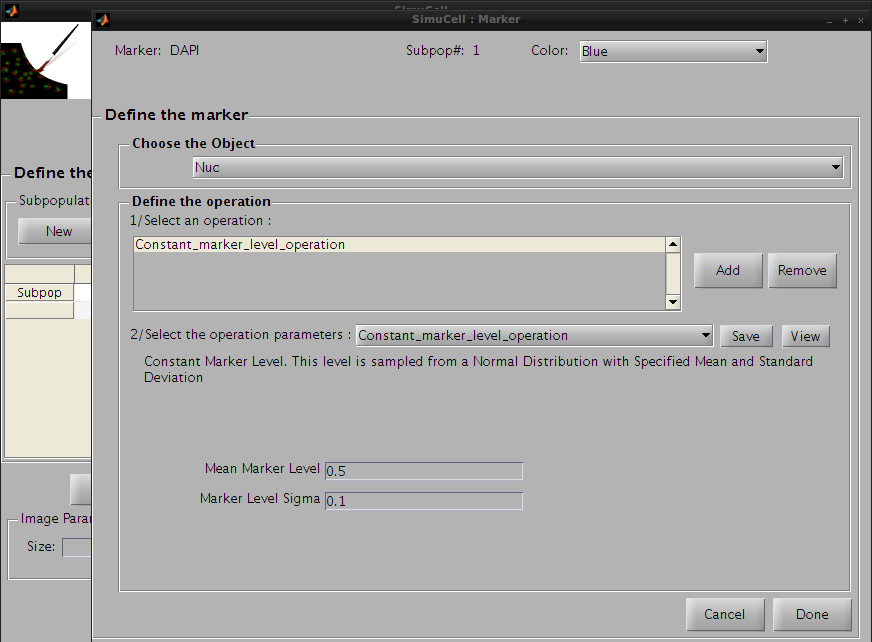 SimuCell
SimuCell : Marker
Marker: DAPI
Subpop#: 1
Color: Blue
Define the marker
Choose the Object
Nuc
Define the operation
1/Select an operation :
Constant_marker_level_operation
Add
Remove
2/Select the operation parameters : Constant_marker_level_operation
Save
View
Constant Marker Level. This level is sampled from a Normal Distribution with Specified Mean and Standard
Deviation
Mean Marker Level 0.5
Marker Level Sigma 0.1
Cancel
Done
Define the
Subpopulat
New
Subpop
Image Parar
Size: